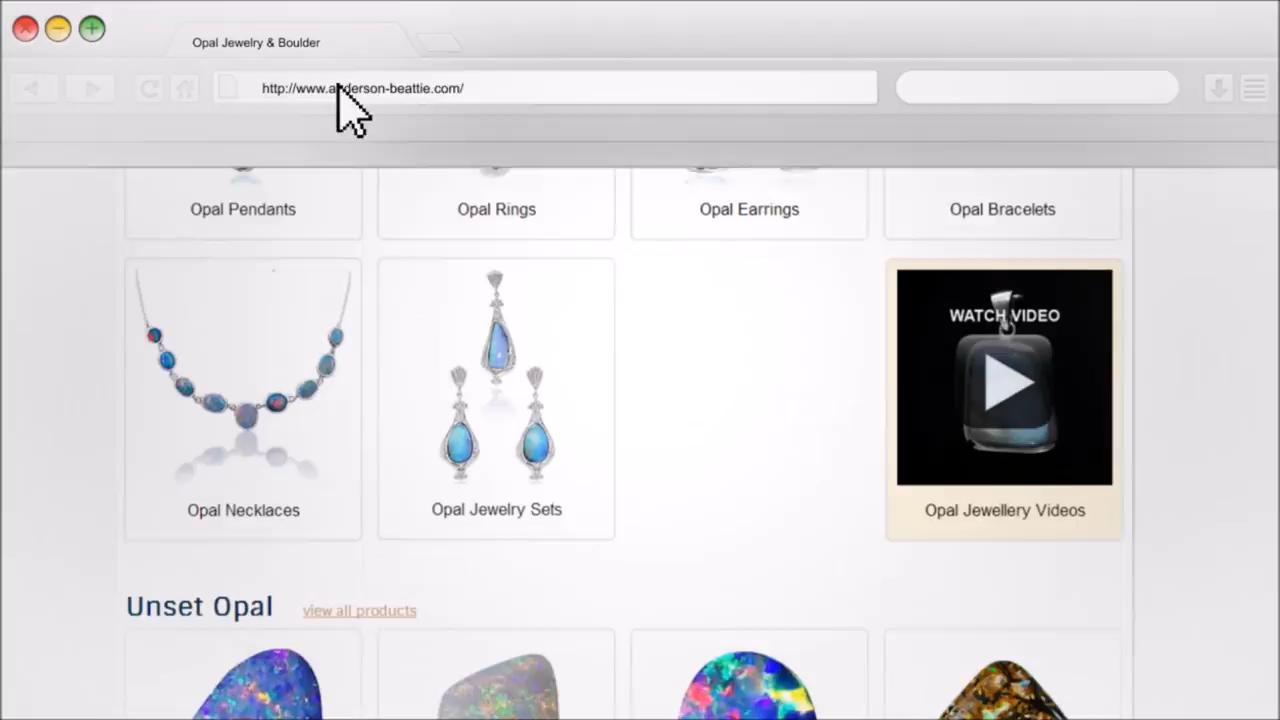 Opal Jewelry & Boulder
http://www.anderson-beattie.com/
Opal Pendants
Opal Rings
Opal Earrings
Opal Bracelets
WATCH VIDEO
Opal Necklaces
Opal Jewelry Sets
Opal Jewellery Videos
Unset Opal
view all products